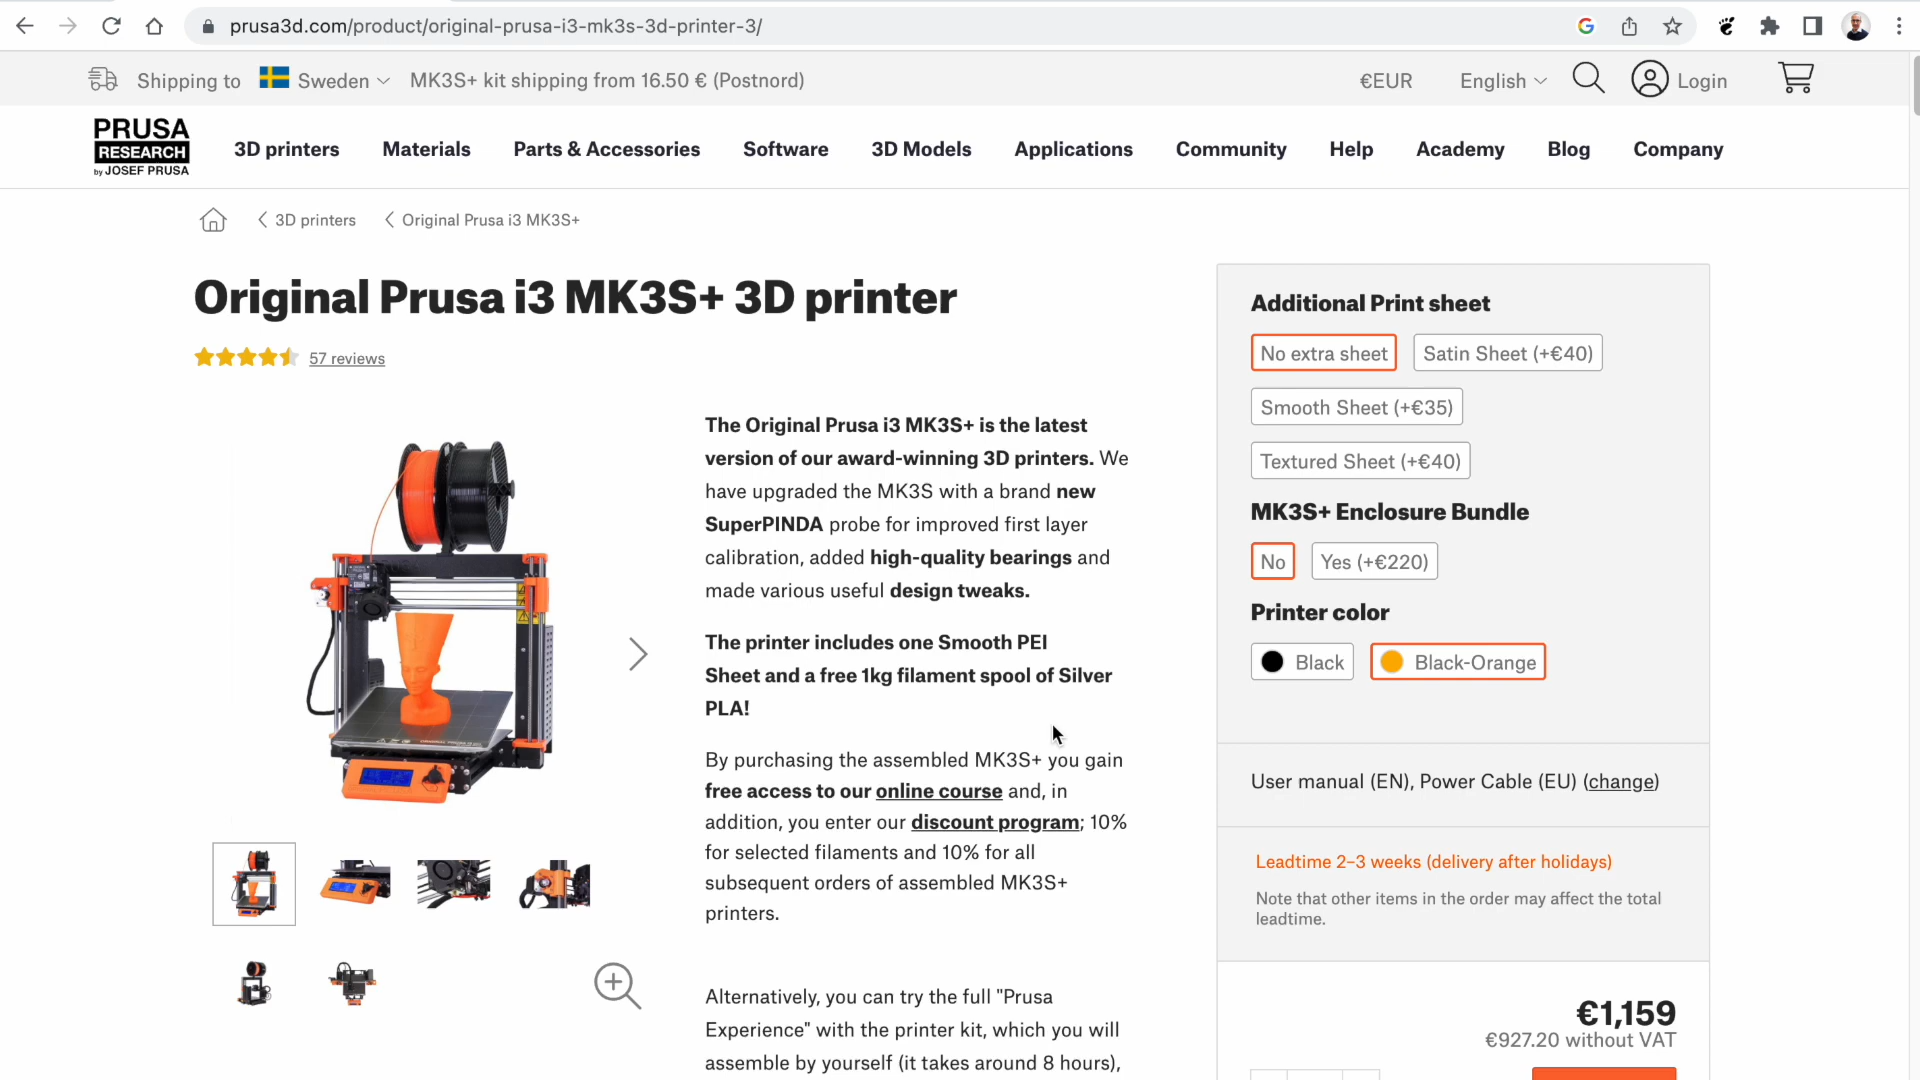 prusa3d.com/product/original-prusa-i3-mk3s-3d-printer-3/
Shipping to Sweden MK3S+ kit shipping from 16.50 € (Postnord) €EUR English Login
PRUSA
RESEARCH
by JOSEF PRUSA
3D printers Materials Parts & Accessories Software 3D Models Applications Community Help Academy Blog Company
3D printers Original Prusa i3 MK3S+
Original Prusa i3 MK3S+ 3D printer
57 reviews
The Original Prusa i3 MK3S+ is the latest
version of our award-winning 3D printers. We
have upgraded the MK3S with a brand new
SuperPINDA probe for improved first layer
calibration, added high-quality bearings and
made various useful design tweaks.
The printer includes one Smooth PEI
Sheet and a free 1kg filament spool of Silver
PLA!
By purchasing the assembled MK3S+ you gain
free access to our online course and, in
addition, you enter our discount program; 10%
for selected filaments and 10% for all
subsequent orders of assembled MK3S+
printers.
Alternatively, you can try the full "Prusa
Experience" with the printer kit, which you will
assemble by yourself (it takes around 8 hours),
Additional Print sheet
No extra sheet Satin Sheet (+€40)
Smooth Sheet (+€35)
Textured Sheet (+€40)
MK3S+ Enclosure Bundle
No Yes (+€220)
Printer color
Black Black-Orange
User manual (EN), Power Cable (EU) (change)
Leadtime 2–3 weeks (delivery after holidays)
Note that other items in the order may affect the total
leadtime.
€1,159
€927.20 without VAT